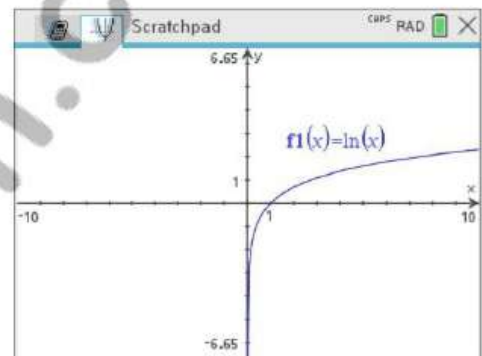 Scratchpad
CAPS RAD
6.65 y
f1(x)=ln(x)
1
x
-10 1 10
-6.65